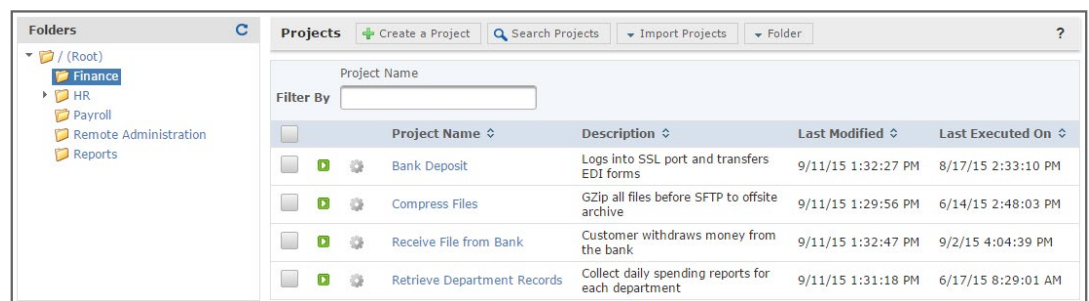 Folders
/ (Root)
Finance
HR
Payroll
Remote Administration
Reports
Projects Create a Project Search Projects Import Projects Folder ?
Project Name
Filter By
Project Name Description Last Modified Last Executed On
Bank Deposit Logs into SSL port and transfers EDI forms 9/11/15 1:32:27 PM 8/17/15 2:33:10 PM
Compress Files GZip all files before SFTP to offsite archive 9/11/15 1:29:56 PM 6/14/15 2:48:03 PM
Receive File from Bank Customer withdraws money from the bank 9/11/15 1:32:47 PM 9/2/15 4:04:39 PM
Retrieve Department Records Collect daily spending reports for each department 9/11/15 1:31:18 PM 6/17/15 8:29:01 AM